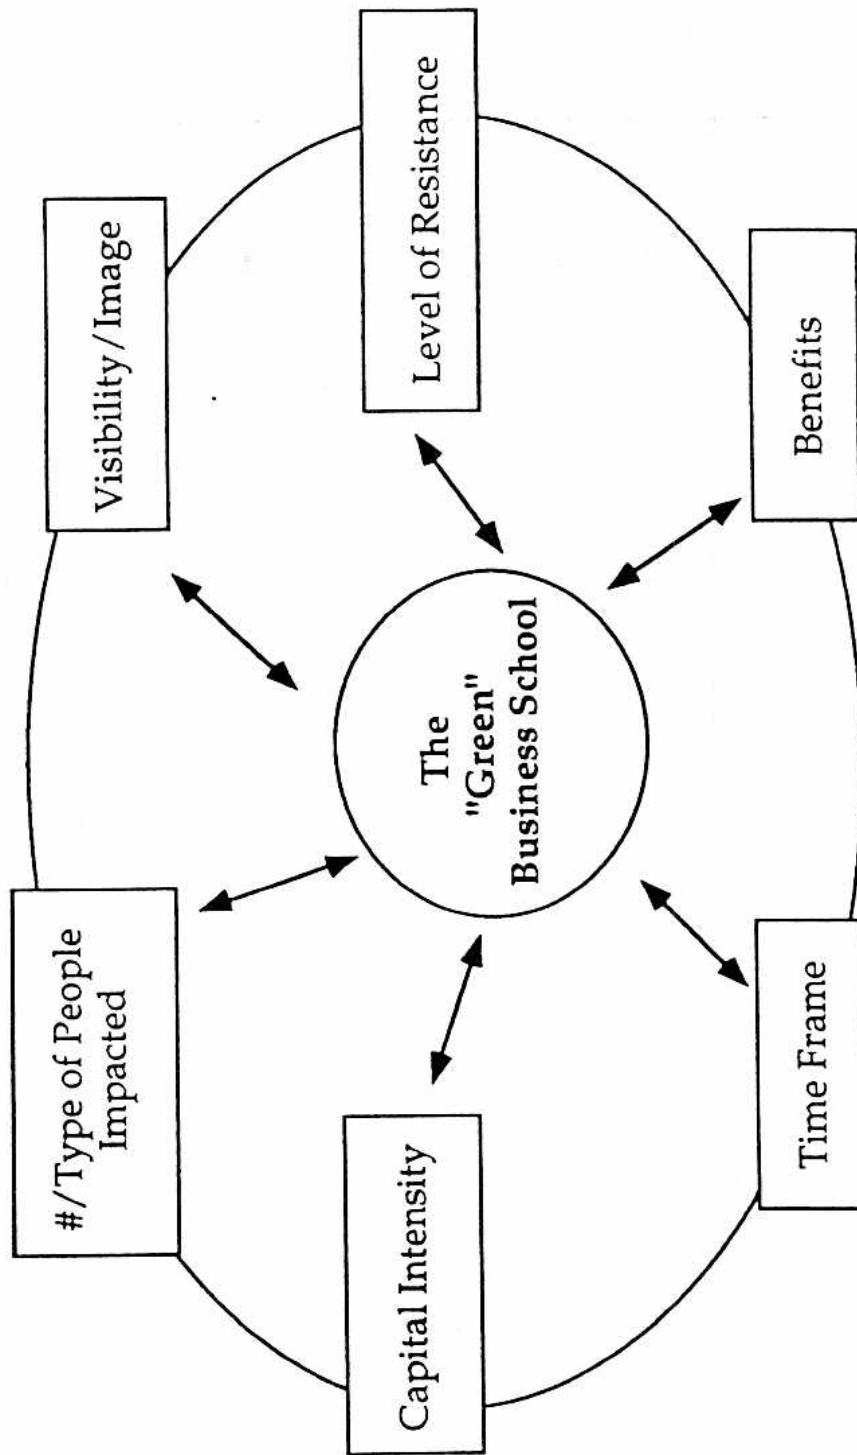 #/Type of People
Impacted
Visibility/Image
Capital Intensity
The
"Green"
Business School
Level of Resistance
Time Frame
Benefits